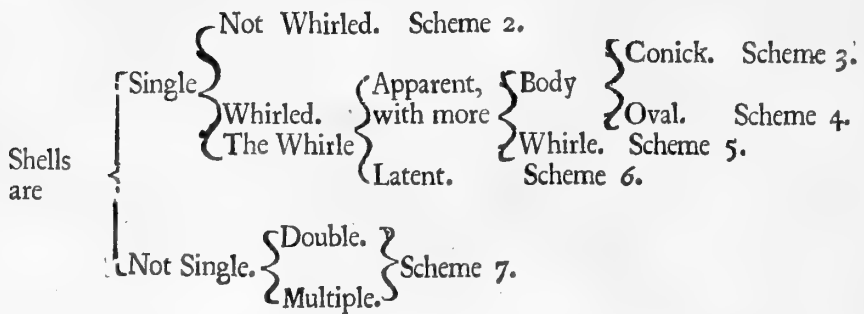 Not Whirled. Scheme 2.
Conick. Scheme 3.
Single Apparent, Body
Whirled. with more Oval. Scheme 4.
The Whirle Whirle. Scheme 5.
Shells Latent. Scheme 6.
are
Double.
Not Single. Scheme 7.
Multiple.